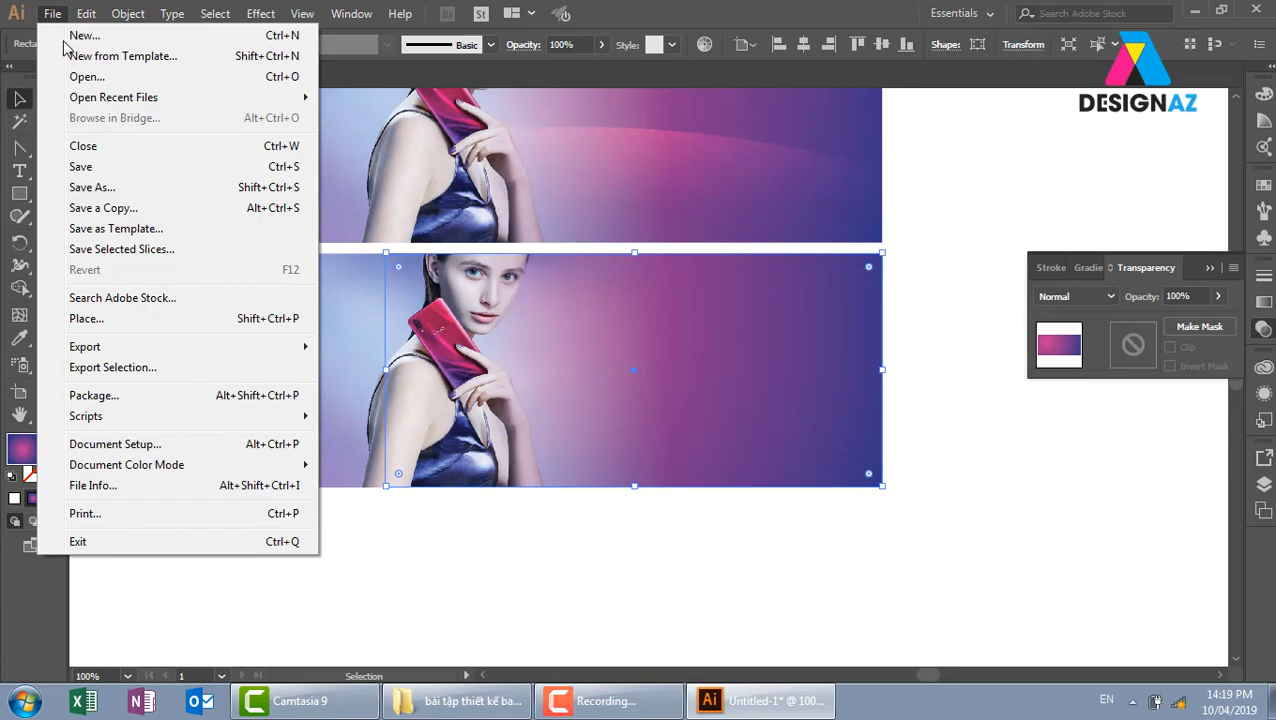 Ai File Edit Object Type Select Effect View Window Help Br St Essentials Search Adobe Stock
Basic Opacity: 100% Style: Shape: Transform
New... Ctrl+N
New from Template... Shift+Ctrl+N
Open... Ctrl+O
Open Recent Files
Browse in Bridge... Alt+Ctrl+O
Close Ctrl+W
Save Ctrl+S
Save As... Shift+Ctrl+S
Save a Copy... Alt+Ctrl+S
Save as Template...
Save Selected Slices...
Revert F12
Search Adobe Stock...
Place... Shift+Ctrl+P
Export
Export Selection...
Package... Alt+Shift+Ctrl+P
Scripts
Document Setup... Alt+Ctrl+P
Document Color Mode
File Info... Alt+Shift+Ctrl+I
Print... Ctrl+P
Exit Ctrl+Q
DESIGNAZ
Stroke Gradie Transparency
Normal Opacity: 100%
Make Mask
Clip
Invert Mask
100% 1 Selection
Camtasia 9 bài tập thiết kế ba... Recording... Ai Untitled-1* @ 100... EN 14:19 PM
10/04/2019